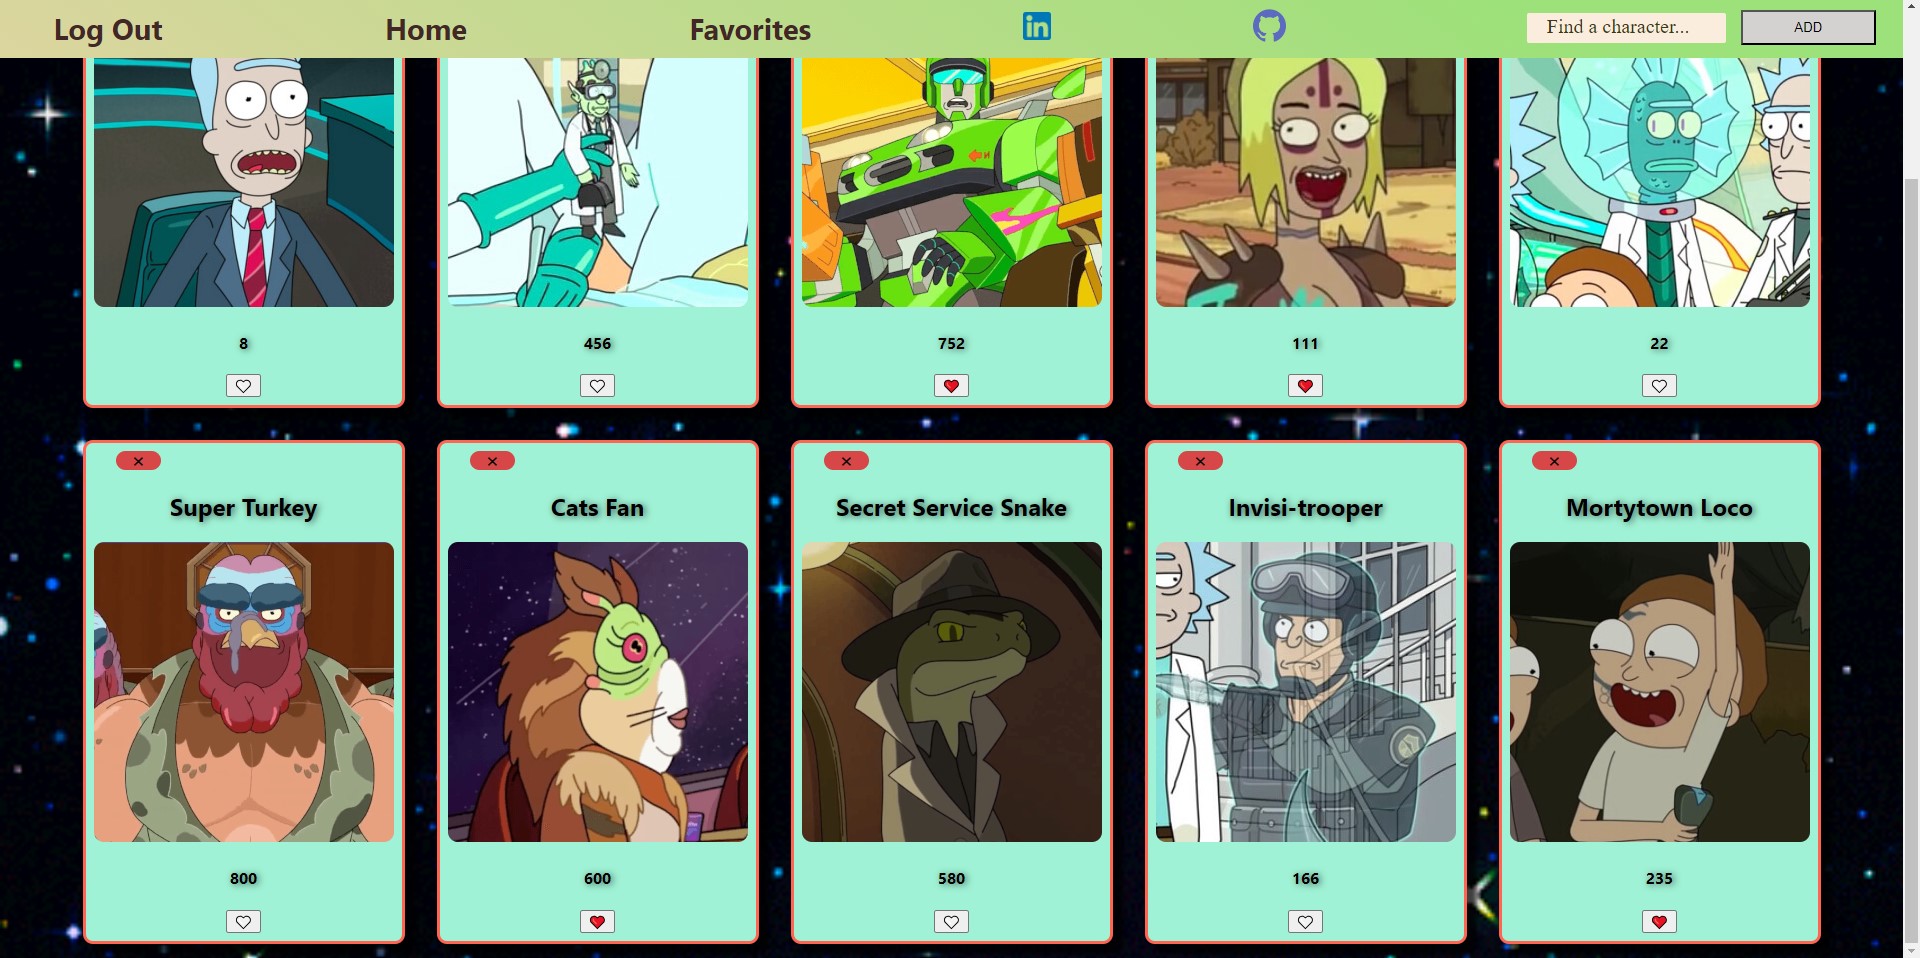 Log Out Home Favorites in Find a character... ADD
8 456 752 111 22
Super Turkey Cats Fan Secret Service Snake Invisi-trooper Mortytown Loco
800 600 580 166 235